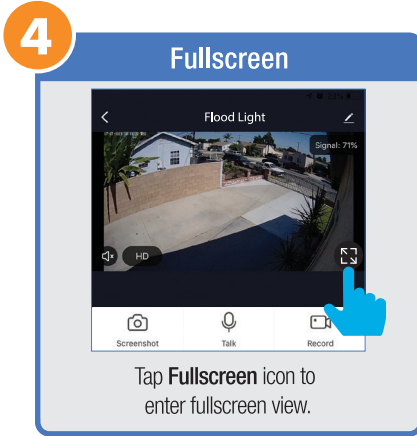 4
Fullscreen
Flood Light
Signal: 71%
HD
Screenshot
Talk
Record
Tap Fullscreen icon to
enter fullscreen view.